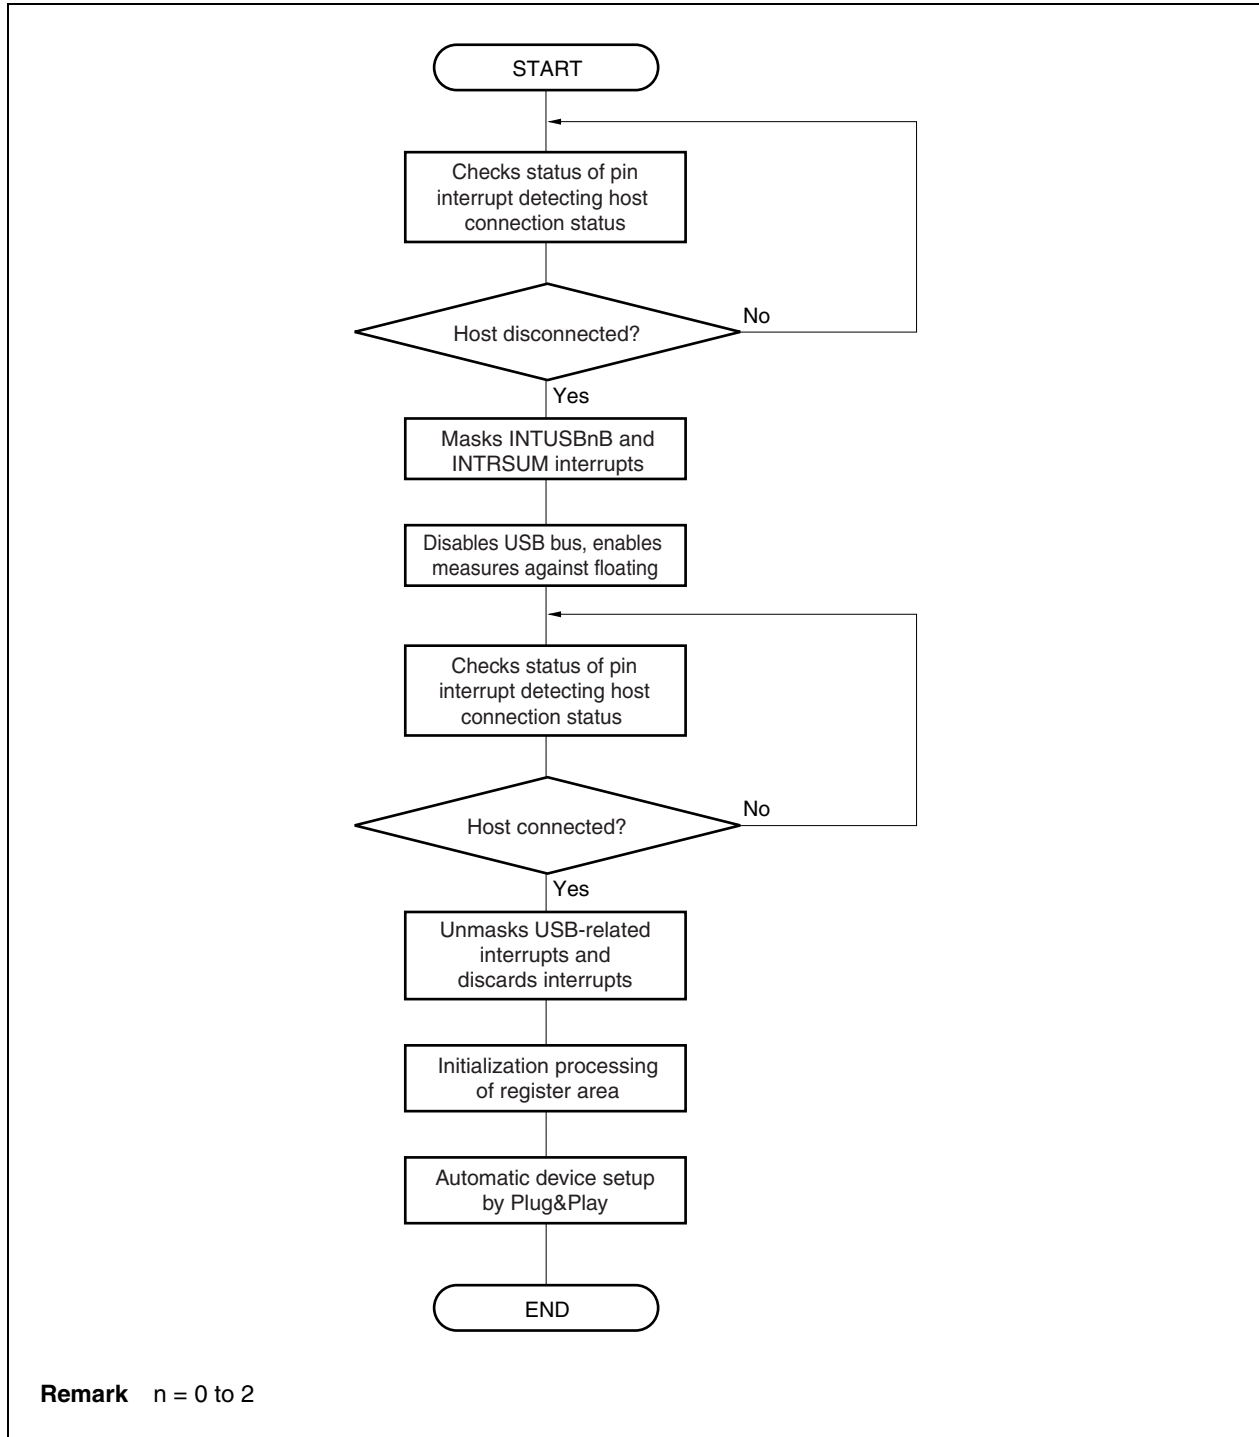 START
Checks status of pin
interrupt detecting host
connection status
Host disconnected?
No
Yes
Masks INTUSBnB and
INTRSUM interrupts
Disables USB bus, enables
measures against floating
Checks status of pin
interrupt detecting host
connection status
Host connected?
No
Yes
Unmasks USB-related
interrupts and
discards interrupts
Initialization processing
of register area
Automatic device setup
by Plug&Play
END
Remark n = 0 to 2